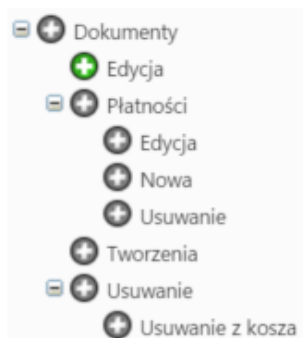 Dokumenty
Edycja
Płatności
Edycja
Nowa
Usuwanie
Tworzenia
Usuwanie
Usuwanie z kosza